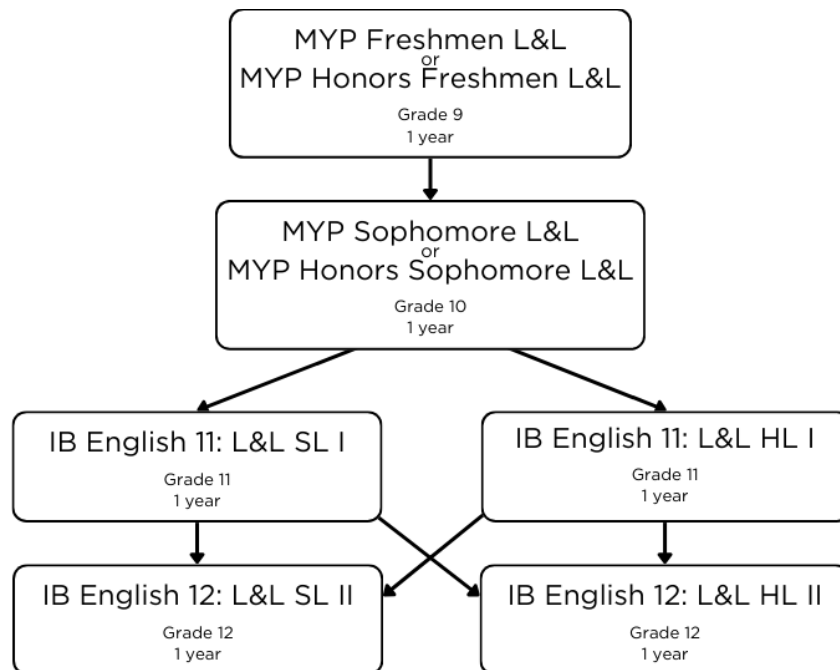 MYP Freshmen L&L
or
MYP Honors Freshmen L&L
Grade 9
1 year
MYP Sophomore L&L
or
MYP Honors Sophomore L&L
Grade 10
1 year
IB English 11: L&L SL I
Grade 11
1 year
IB English 11: L&L HL I
Grade 11
1 year
IB English 12: L&L SL II
Grade 12
1 year
IB English 12: L&L HL II
Grade 12
1 year